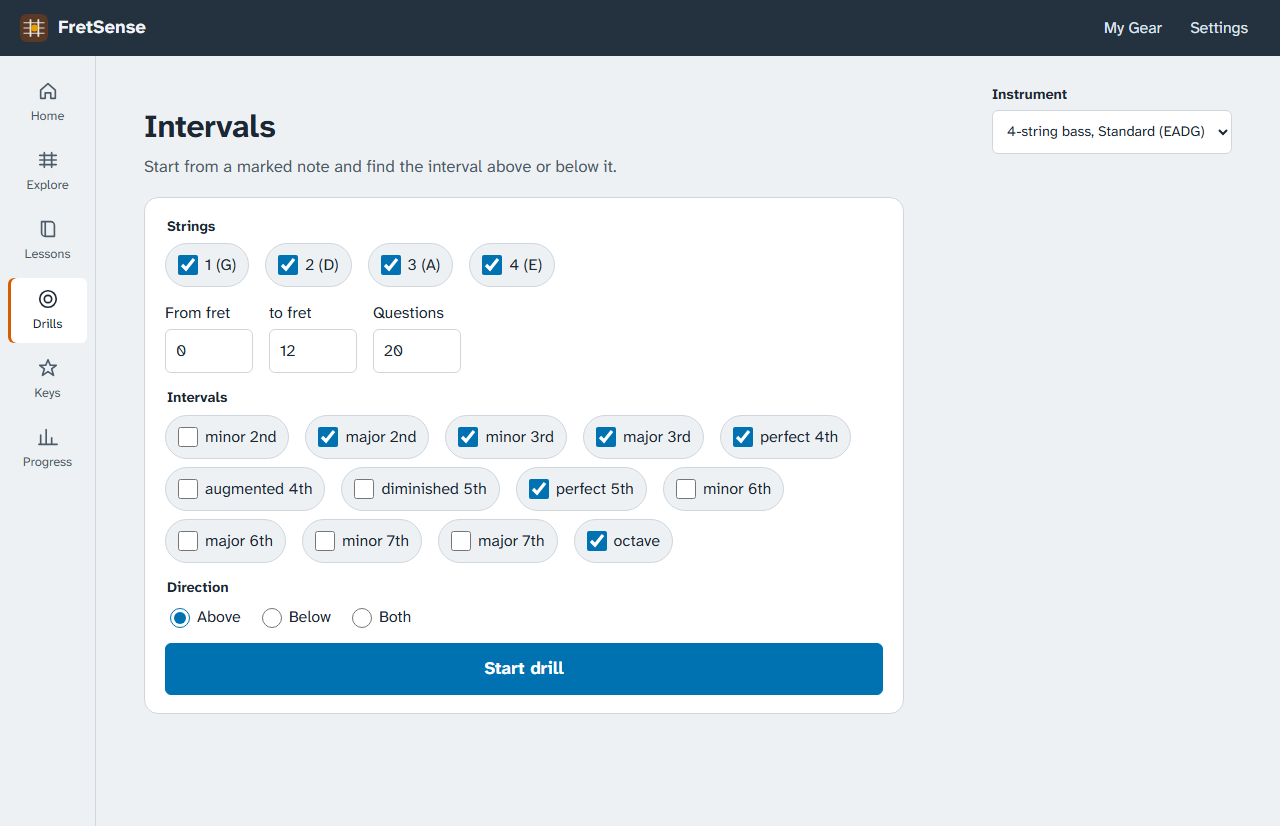 FretSense
My Gear Settings
Home
Explore
Lessons
Drills
Keys
Progress
Instrument
4-string bass, Standard (EADG)
Intervals
Start from a marked note and find the interval above or below it.
Strings
1 (G) 2 (D) 3 (A) 4 (E)
From fret to fret Questions
0 12 20
Intervals
minor 2nd major 2nd minor 3rd major 3rd perfect 4th
augmented 4th diminished 5th perfect 5th minor 6th
major 6th minor 7th major 7th octave
Direction
Above Below Both
Start drill